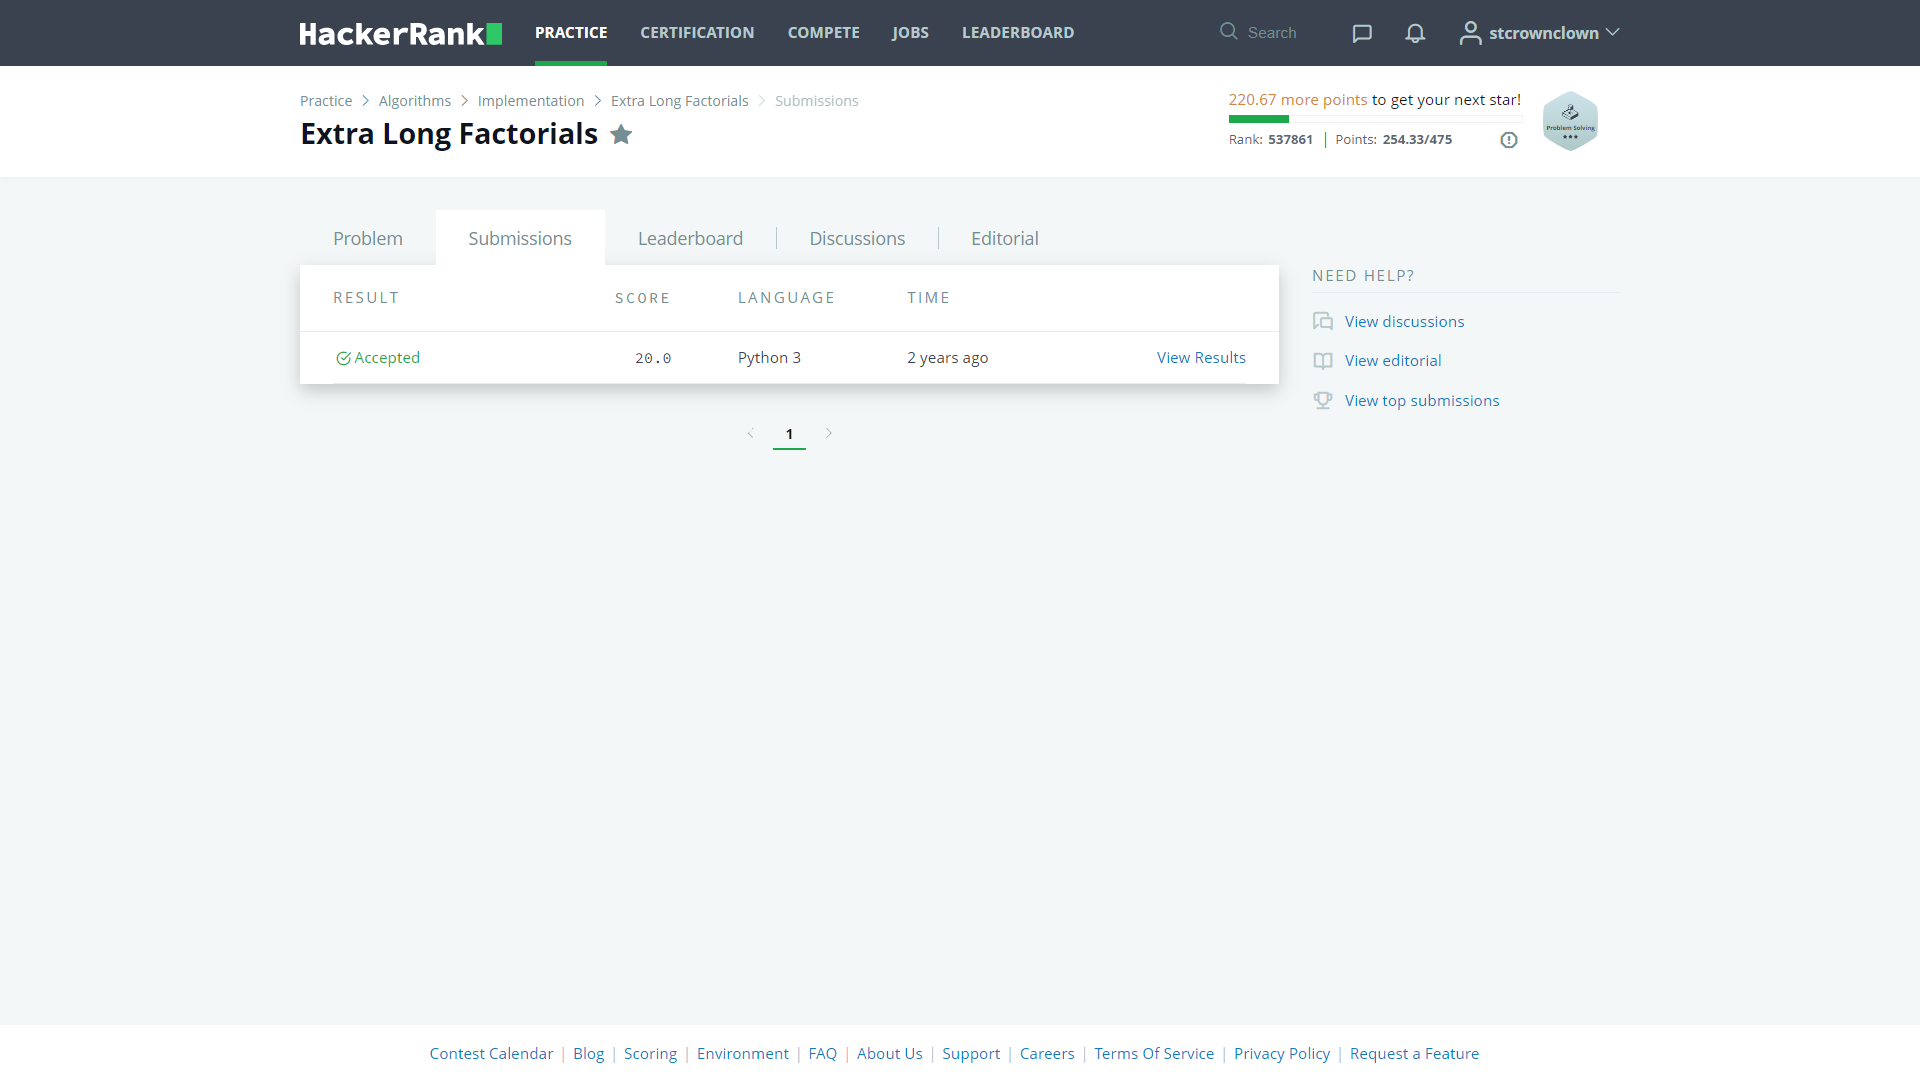 HackerRank
PRACTICE CERTIFICATION COMPETE JOBS LEADERBOARD Search stcrownclown
Practice Algorithms Implementation Extra Long Factorials Submissions
Extra Long Factorials
220.67 more points to get your next star!
Rank: 537861 Points: 254.33/475
Problem Solving
Problem Submissions Leaderboard Discussions Editorial
RESULT SCORE LANGUAGE TIME
Accepted 20.0 Python 3 2 years ago View Results
1
NEED HELP?
View discussions
View editorial
View top submissions
Contest Calendar | Blog | Scoring | Environment | FAQ | About Us | Support | Careers | Terms Of Service | Privacy Policy | Request a Feature